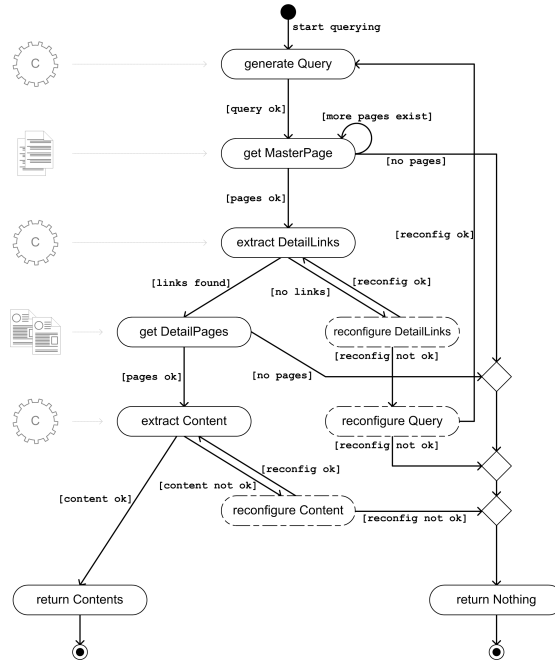 start querying
C
generate Query
[query ok]
[more pages exist]
get MasterPage
[no pages]
[pages ok]
[reconfig ok]
C
extract DetailLinks
[links found]
[reconfig ok]
[no links]
get DetailPages
reconfigure DetailLinks
[reconfig not ok]
[pages ok]
[no pages]
C
extract Content
reconfigure Query
[reconfig not ok]
[reconfig ok]
[content ok]
[content not ok]
reconfigure Content
[reconfig not ok]
return Contents
return Nothing